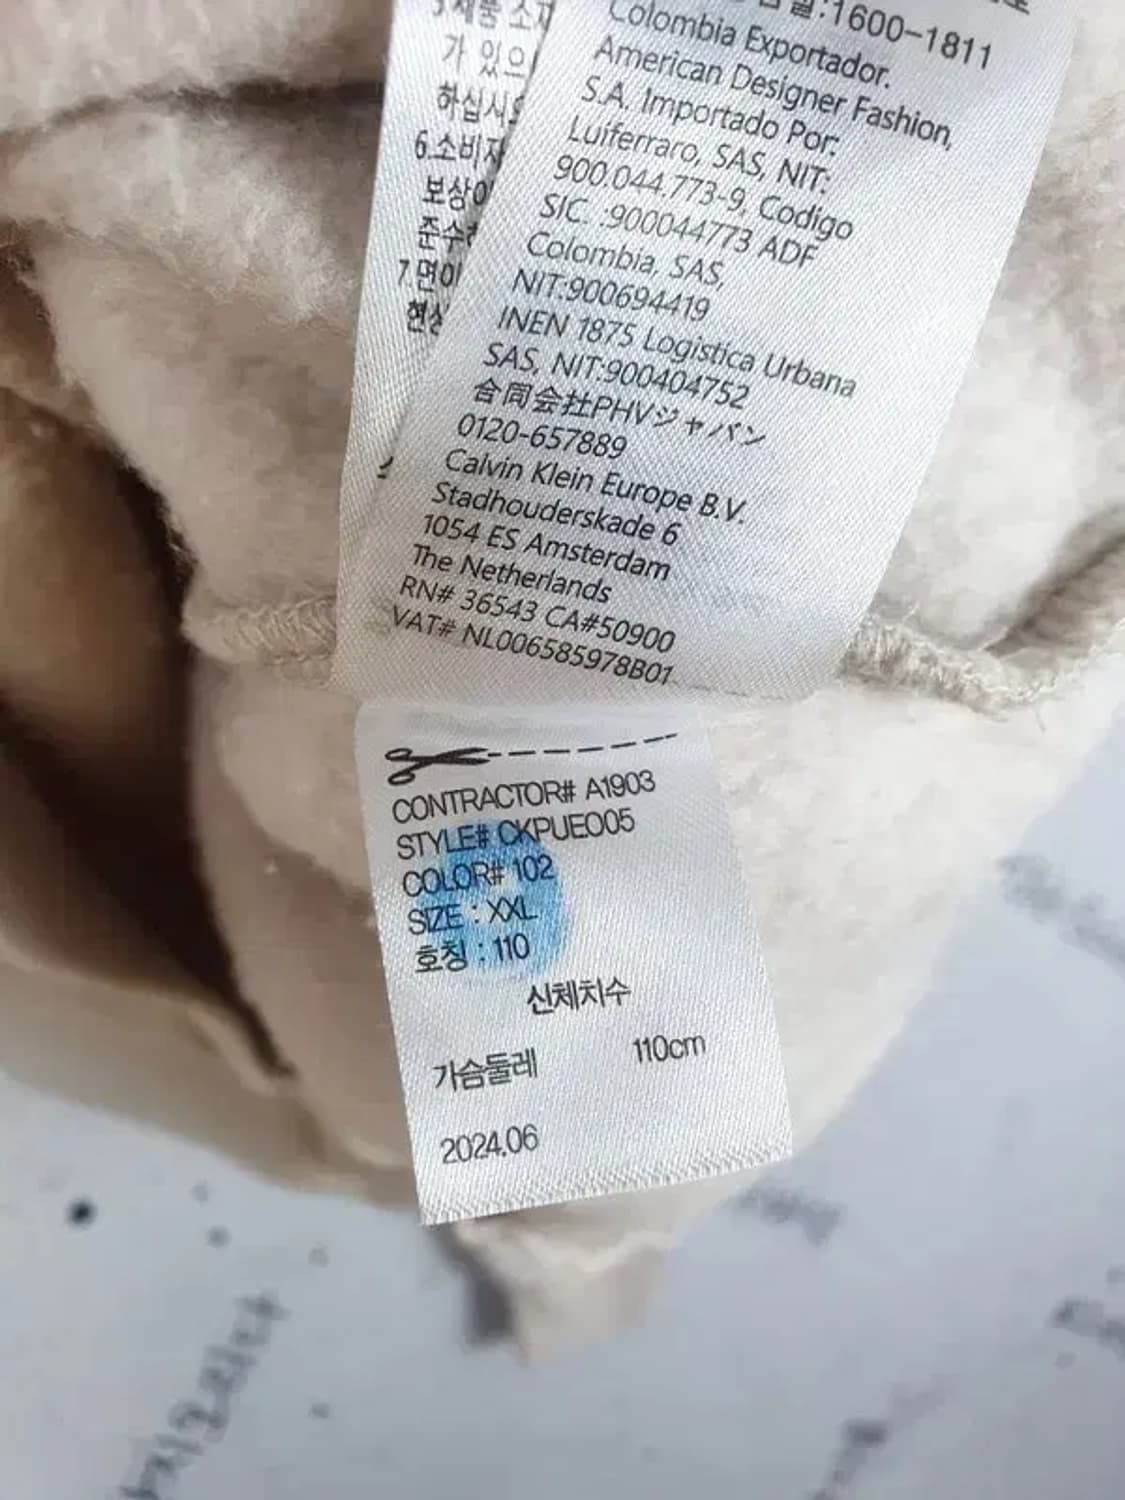 3.제품 소재
가 있으
하십시오
6.소비자
보상
준수
7.면이
현상
:1600-1811
Colombia Exportador.
American Designer Fashion,
S.A. Importado Por:
Luiferraro, SAS, NIT:
900.044.773-9, Codigo
SIC. :900044773 ADF
Colombia, SAS,
NIT:900694419
INEN 1875 Logistica Urbana
SAS, NIT:900404752
合同会社PHVジャパン
0120-657889
Calvin Klein Europe B.V.
Stadhouderskade 6
1054 ES Amsterdam
The Netherlands
RN# 36543 CA#50900
VAT# NL006585978B01
CONTRACTOR# A1903
STYLE# CKPUEO05
COLOR# 102
SIZE : XXL
호칭 : 110
신체치수
가슴둘레 110cm
2024.06